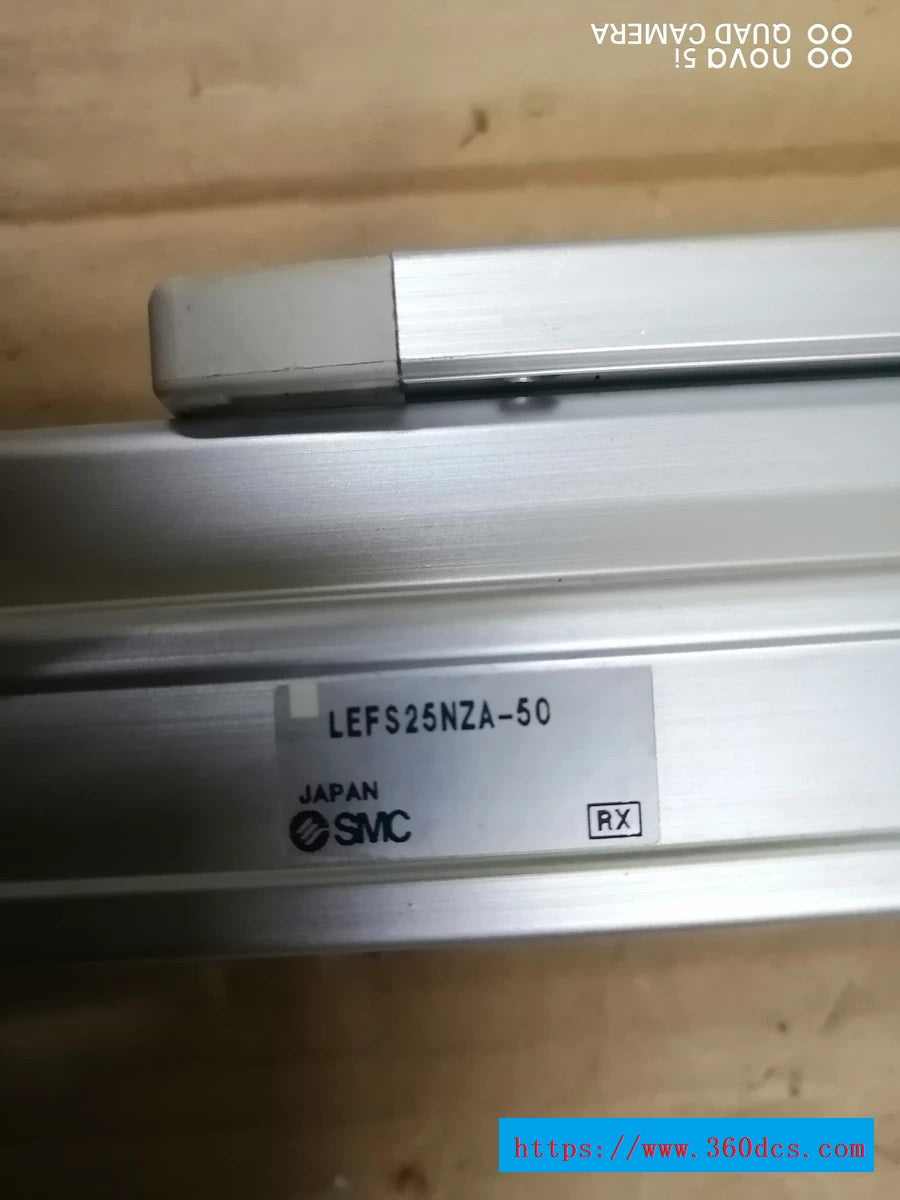 nova 5i
QUAD CAMERA
LEFS25NZA-50
JAPAN
SMC
RX
https://www.360dcs.com